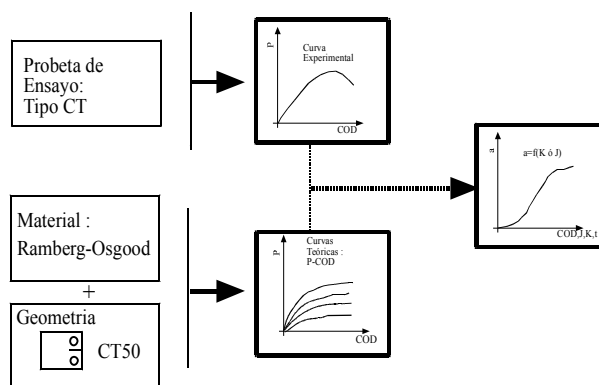 Probeta de
Ensayo:
Tipo CT
P
Curva
Experimental
COD
a
a=f(K ó J)
COD,J,K,t
Material :
Ramberg-Osgood
+
Geometria
CT50
Curvas
Teóricas :
P-COD
P
COD